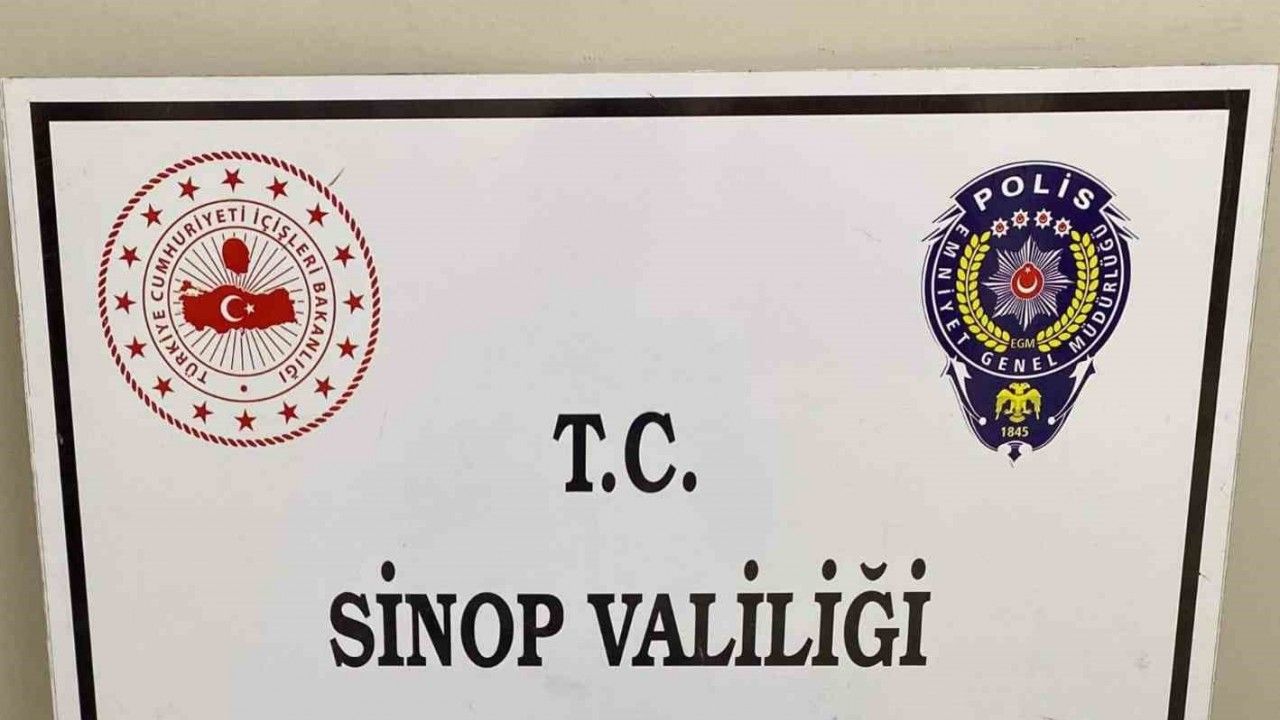 TÜRKİYE CUMHURİYETİ İÇİŞLERİ BAKANLIĞI
POLİS
EMNİYET GENEL MÜDÜRLÜĞÜ
EGM
1845
T.C.
SİNOP VALİLİĞİ